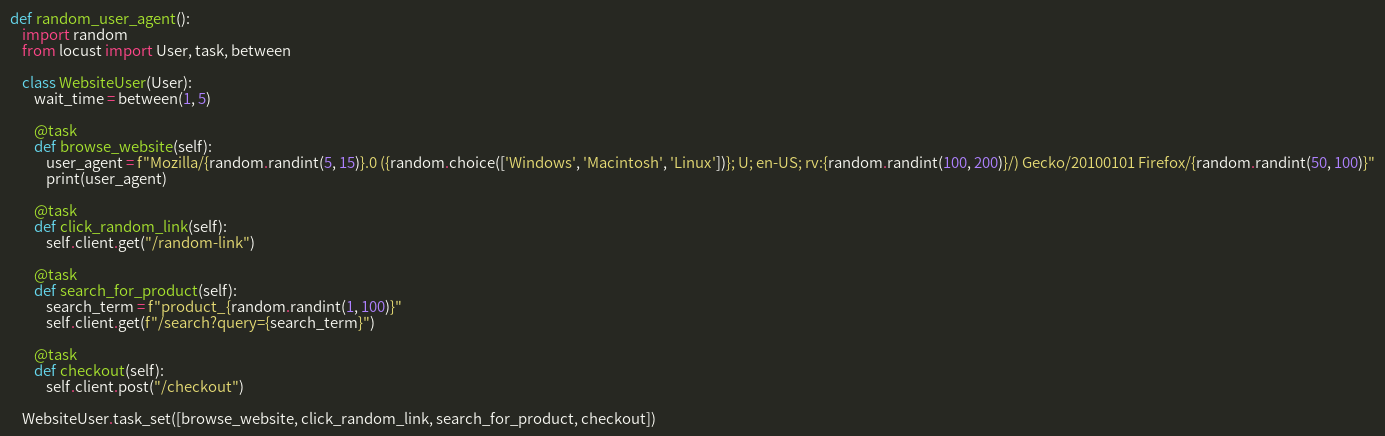 def random_user_agent():
import random
from locust import User, task, between
class WebsiteUser(User):
wait_time = between(1, 5)
@task
def browse_website(self):
user_agent = f"Mozilla/{random.randint(5, 15)}.0 ({random.choice(['Windows', 'Macintosh', 'Linux'])}; U; en-US; rv:{random.randint(100, 200)}/) Gecko/20100101 Firefox/{random.randint(50, 100)}"
print(user_agent)
@task
def click_random_link(self):
self.client.get("/random-link")
@task
def search_for_product(self):
search_term = f"product_{random.randint(1, 100)}"
self.client.get(f"/search?query={search_term}")
@task
def checkout(self):
self.client.post("/checkout")
WebsiteUser.task_set([browse_website, click_random_link, search_for_product, checkout])